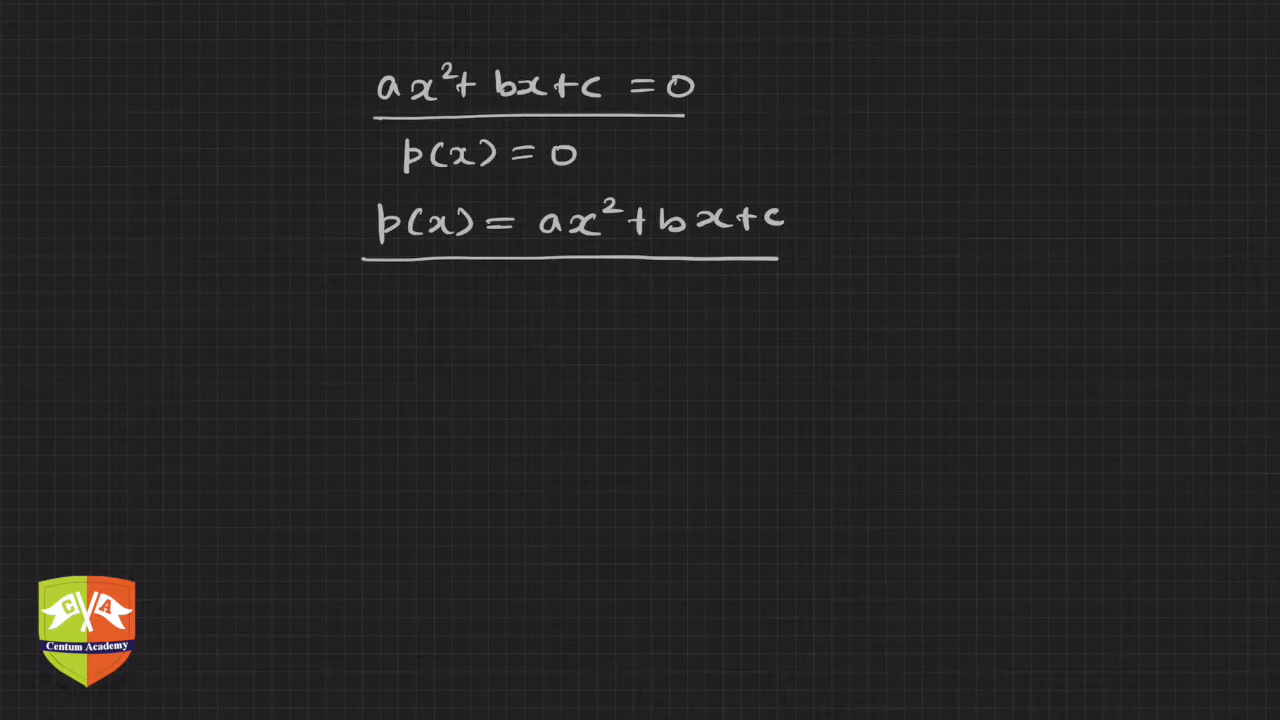 ax²+ bx+c = 0
p(x) = 0
p(x) = ax²+bx+c
C A
Centum Academy